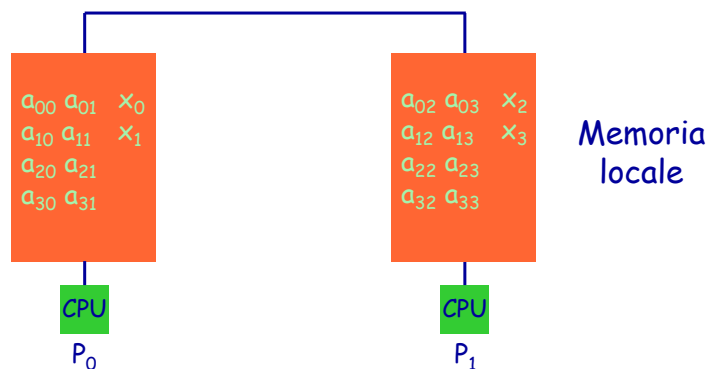 a₀₀ a₀₁ x₀
a₁₀ a₁₁ x₁
a₂₀ a₂₁
a₃₀ a₃₁
CPU
P₀
a₀₂ a₀₃ x₂
a₁₂ a₁₃ x₃
a₂₂ a₂₃
a₃₂ a₃₃
CPU
P₁
Memoria
locale